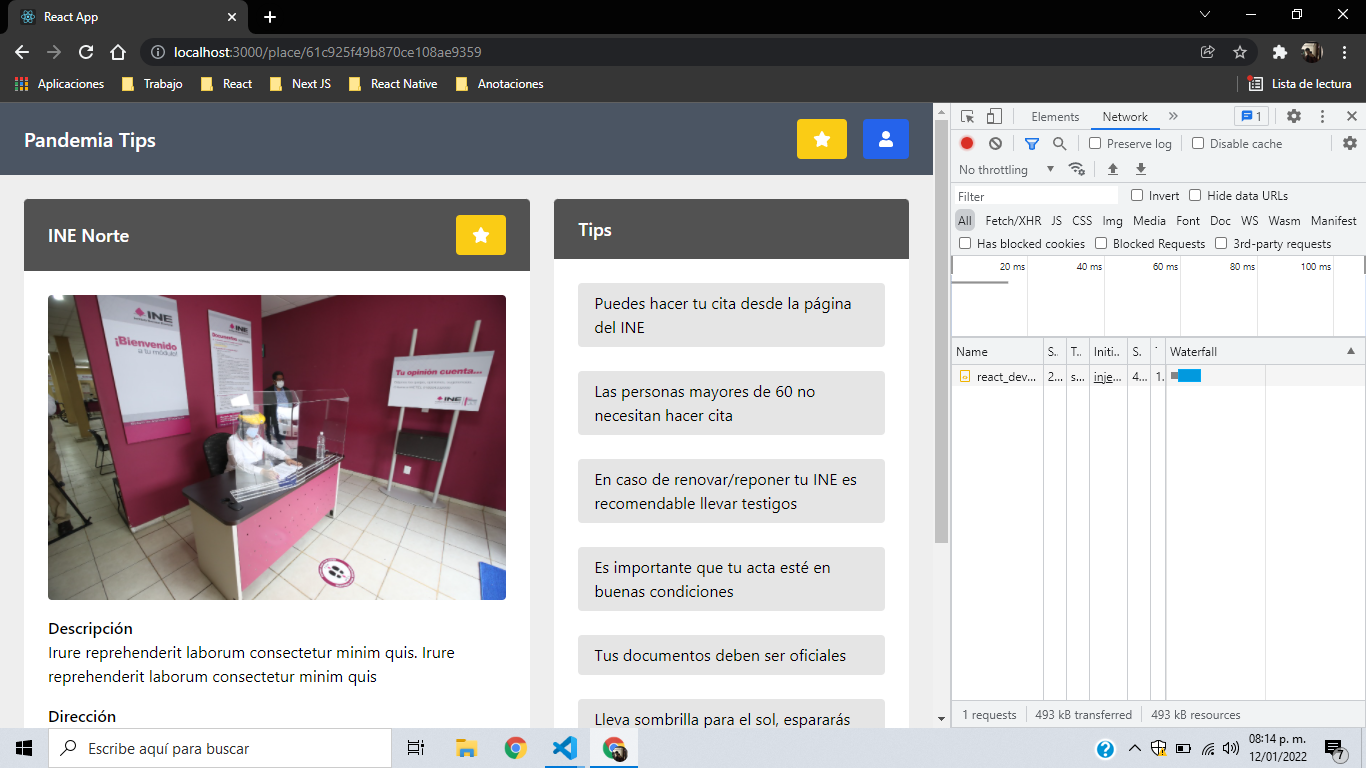 React App
localhost:3000/place/61c925f49b870ce108ae9359
Aplicaciones Trabajo React Next JS React Native Anotaciones Lista de lectura
Pandemia Tips
INE Norte
INE
¡Bienvenido
a tu módulo!
INE
Tu opinión cuenta...
INE
Descripción
Irure reprehenderit laborum consectetur minim quis. Irure
reprehenderit laborum consectetur minim quis
Dirección
Tips
Puedes hacer tu cita desde la página
del INE
Las personas mayores de 60 no
necesitan hacer cita
En caso de renovar/reponer tu INE es
recomendable llevar testigos
Es importante que tu acta esté en
buenas condiciones
Tus documentos deben ser oficiales
Lleva sombrilla para el sol, esperarás
Elements Network 1
Preserve log Disable cache
No throttling
Filter Invert Hide data URLs
All Fetch/XHR JS CSS Img Media Font Doc WS Wasm Manifest
Has blocked cookies Blocked Requests 3rd-party requests
20 ms 40 ms 60 ms 80 ms 100 ms
Name S.. T.. Initi... S. Waterfall
react_dev... 2... s... inje... 4... 1.
1 requests 493 kB transferred 493 kB resources
Escribe aquí para buscar
08:14 p. m.
12/01/2022
7